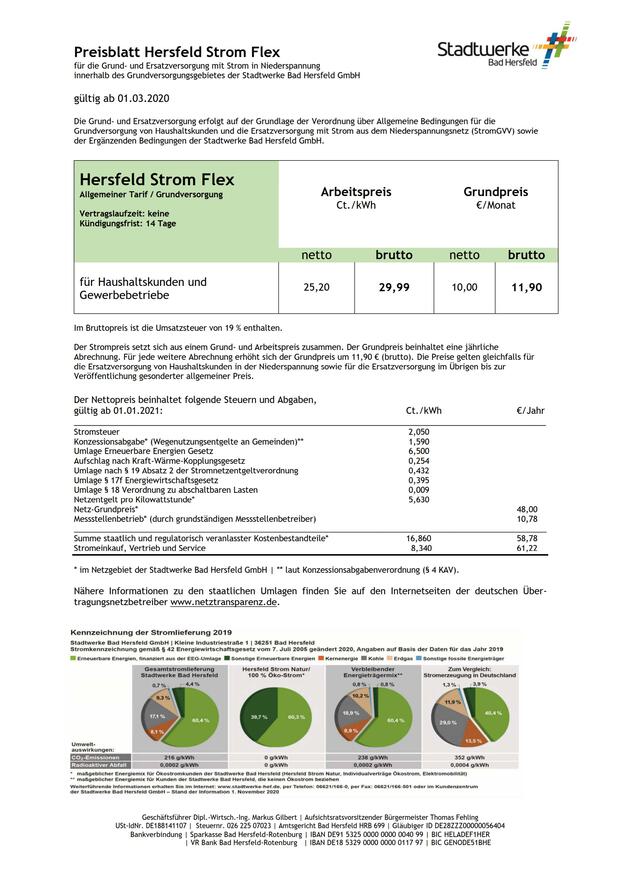 Preisblatt Hersfeld Strom Flex
für die Grund- und Ersatzversorgung mit Strom in Niederspannung
innerhalb des Grundversorgungsgebietes der Stadtwerke Bad Hersfeld GmbH
Stadtwerke
Bad Hersfeld
gültig ab 01.03.2020
Die Grund- und Ersatzversorgung erfolgt auf der Grundlage der Verordnung über Allgemeine Bedingungen für die
Grundversorgung von Haushaltskunden und die Ersatzversorgung mit Strom aus dem Niederspannungsnetz (StromGVV) sowie
der Ergänzenden Bedingungen der Stadtwerke Bad Hersfeld GmbH.
Hersfeld Strom Flex
Allgemeiner Tarif / Grundversorgung
Vertragslaufzeit: keine
Kündigungsfrist: 14 Tage
Arbeitspreis Grundpreis
Ct./kWh €/Monat
netto brutto netto brutto
für Haushaltskunden und
Gewerbebetriebe
25,20 29,99 10,00 11,90
Im Bruttopreis ist die Umsatzsteuer von 19 % enthalten.
Der Strompreis setzt sich aus einem Grund- und Arbeitspreis zusammen. Der Grundpreis beinhaltet eine jährliche
Abrechnung. Für jede weitere Abrechnung erhöht sich der Grundpreis um 11,90 € (brutto). Die Preise gelten gleichfalls für
die Ersatzversorgung von Haushaltskunden in der Niederspannung sowie für die Ersatzversorgung im Übrigen bis zur
Veröffentlichung gesonderter allgemeiner Preis.
Der Nettopreis beinhaltet folgende Steuern und Abgaben,
gültig ab 01.01.2021: Ct./kWh €/Jahr
Stromsteuer 2,050
Konzessionsabgabe* (Wegenutzungsentgelte an Gemeinden)** 1,590
Umlage Erneuerbare Energien Gesetz 6,500
Aufschlag nach Kraft-Wärme-Kopplungsgesetz 0,254
Umlage nach § 19 Absatz 2 der Stromnetzentgeltverordnung 0,432
Umlage § 17f Energiewirtschaftsgesetz 0,395
Umlage § 18 Verordnung zu abschaltbaren Lasten 0,009
Netzentgelt pro Kilowattstunde* 5,630
Netz-Grundpreis* 48,00
Messstellenbetrieb* (durch grundständigen Messstellenbetreiber) 10,78
Summe staatlich und regulatorisch veranlasster Kostenbestandteile* 16,860 58,78
Stromeinkauf, Vertrieb und Service 8,340 61,22
* im Netzgebiet der Stadtwerke Bad Hersfeld GmbH | ** laut Konzessionsabgabenverordnung (§ 4 KAV).
Nähere Informationen zu den staatlichen Umlagen finden Sie auf den Internetseiten der deutschen Über-
tragungsnetzbetreiber www.netztransparenz.de.
Kennzeichnung der Stromlieferung 2019
Stadtwerke Bad Hersfeld GmbH | Kleine Industriestraße 1 | 36251 Bad Hersfeld
Stromkennzeichnung gemäß § 42 Energiewirtschaftsgesetz vom 7. Juli 2005 geändert 2020, Angaben auf Basis der Daten für das Jahr 2019
Erneuerbare Energien, finanziert aus der EEG-Umlage Sonstige Erneuerbare Energien Kernenergie Kohle Erdgas Sonstige fossile Energieträger
Gesamtstromlieferung
Stadtwerke Bad Hersfeld
0,7 % 4,4 %
9,3 %
17,1 %
8,1 %
60,4 %
Hersfeld Strom Natur/
100 % Öko-Strom*
39,7 % 60,3 %
Verbleibender
Energieträgermix**
0,8 % 0,8 %
10,2 %
18,9 %
8,9 %
60,4 %
Zum Vergleich:
Stromerzeugung in Deutschland
1,3 % 3,9 %
11,9 %
29,0 %
13,5 %
40,4 %
Umwelt-
auswirkungen:
CO₂-Emissionen 216 g/kWh 0 g/kWh 238 g/kWh 352 g/kWh
Radioaktiver Abfall 0,0002 g/kWh 0 g/kWh 0,0002 g/kWh 0,0004 g/kWh
* maßgeblicher Energiemix für Ökostromkunden der Stadtwerke Bad Hersfeld (Hersfeld Strom Natur, Individualverträge Ökostrom, Elektromobilität)
** maßgeblicher Energiemix für Kunden der Stadtwerke Bad Hersfeld, die keinen Ökostrom beziehen
Weiterführende Informationen erhalten Sie im Internet: www.stadtwerke-hef.de, per Telefon: 06621/166-0, per Fax: 06621/166-501 oder im Kundenzentrum
der Stadtwerke Bad Hersfeld GmbH – Stand der Information 1. November 2020
Geschäftsführer Dipl.-Wirtsch.-Ing. Markus Gilbert | Aufsichtsratsvorsitzender Bürgermeister Thomas Fehling
USt-IdNr. DE188141107 | Steuernr. 026 225 07023 | Amtsgericht Bad Hersfeld HRB 699 | Gläubiger ID DE28ZZZ00000056404
Bankverbindung | Sparkasse Bad Hersfeld-Rotenburg | IBAN DE91 5325 0000 0000 0040 99 | BIC HELADEF1HER
| VR Bank Bad Hersfeld-Rotenburg | IBAN DE18 5329 0000 0000 0117 97 | BIC GENODE51BHE